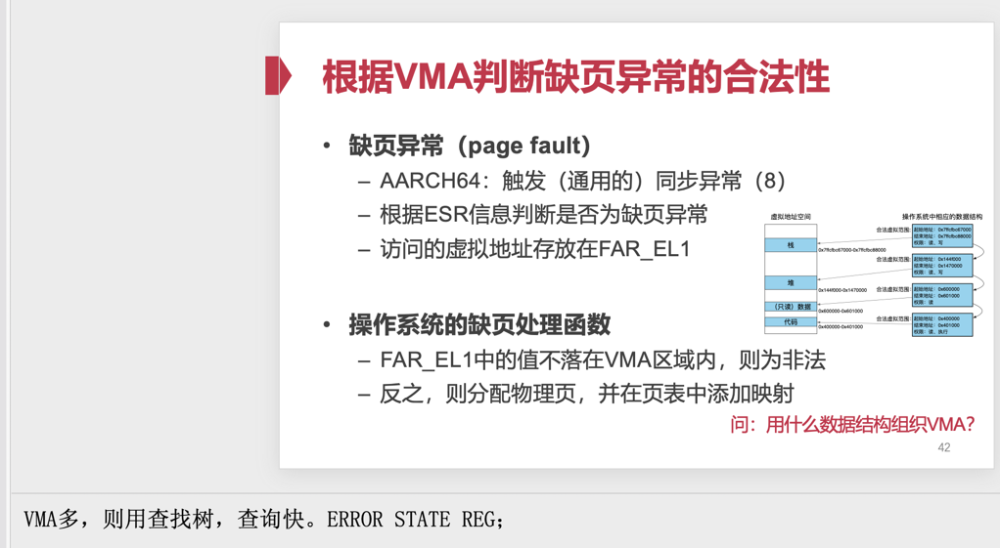 根据VMA判断缺页异常的合法性
• 缺页异常（page fault）
– AARCH64：触发（通用的）同步异常（8）
– 根据ESR信息判断是否为缺页异常
– 访问的虚拟地址存放在FAR_EL1
虚拟地址空间
栈
0x7ffcfbc67000-0x7ffcfbc88000
堆
0x144f000-0x1470000
（只读）数据
0x600000-0x601000
代码
0x400000-0x401000
操作系统中相应的数据结构
合法虚拟范围:
起始地址: 0x7ffcfbc67000
结束地址: 0x7ffcfbc88000
权限: 读、写
合法虚拟范围:
起始地址: 0x144f000
结束地址: 0x1470000
权限: 读、写
合法虚拟范围:
起始地址: 0x600000
结束地址: 0x601000
权限: 读
合法虚拟范围:
起始地址: 0x400000
结束地址: 0x401000
权限: 读、执行
• 操作系统的缺页处理函数
– FAR_EL1中的值不落在VMA区域内，则为非法
– 反之，则分配物理页，并在页表中添加映射
问：用什么数据结构组织VMA？
42
VMA多，则用查找树，查询快。ERROR STATE REG;